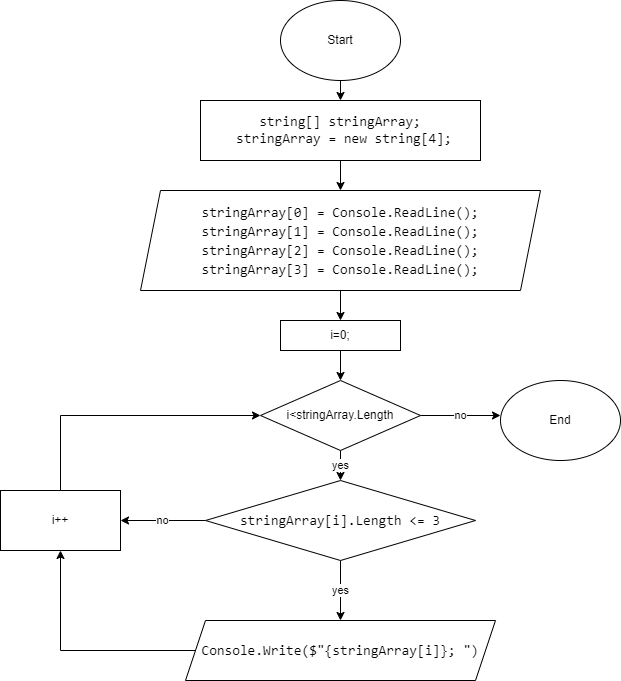 Start
string[] stringArray;
stringArray = new string[4];
stringArray[0] = Console.ReadLine();
stringArray[1] = Console.ReadLine();
stringArray[2] = Console.ReadLine();
stringArray[3] = Console.ReadLine();
i=0;
i<stringArray.Length
no
End
yes
i++
no
stringArray[i].Length <= 3
yes
Console.Write($"{stringArray[i]}; ")